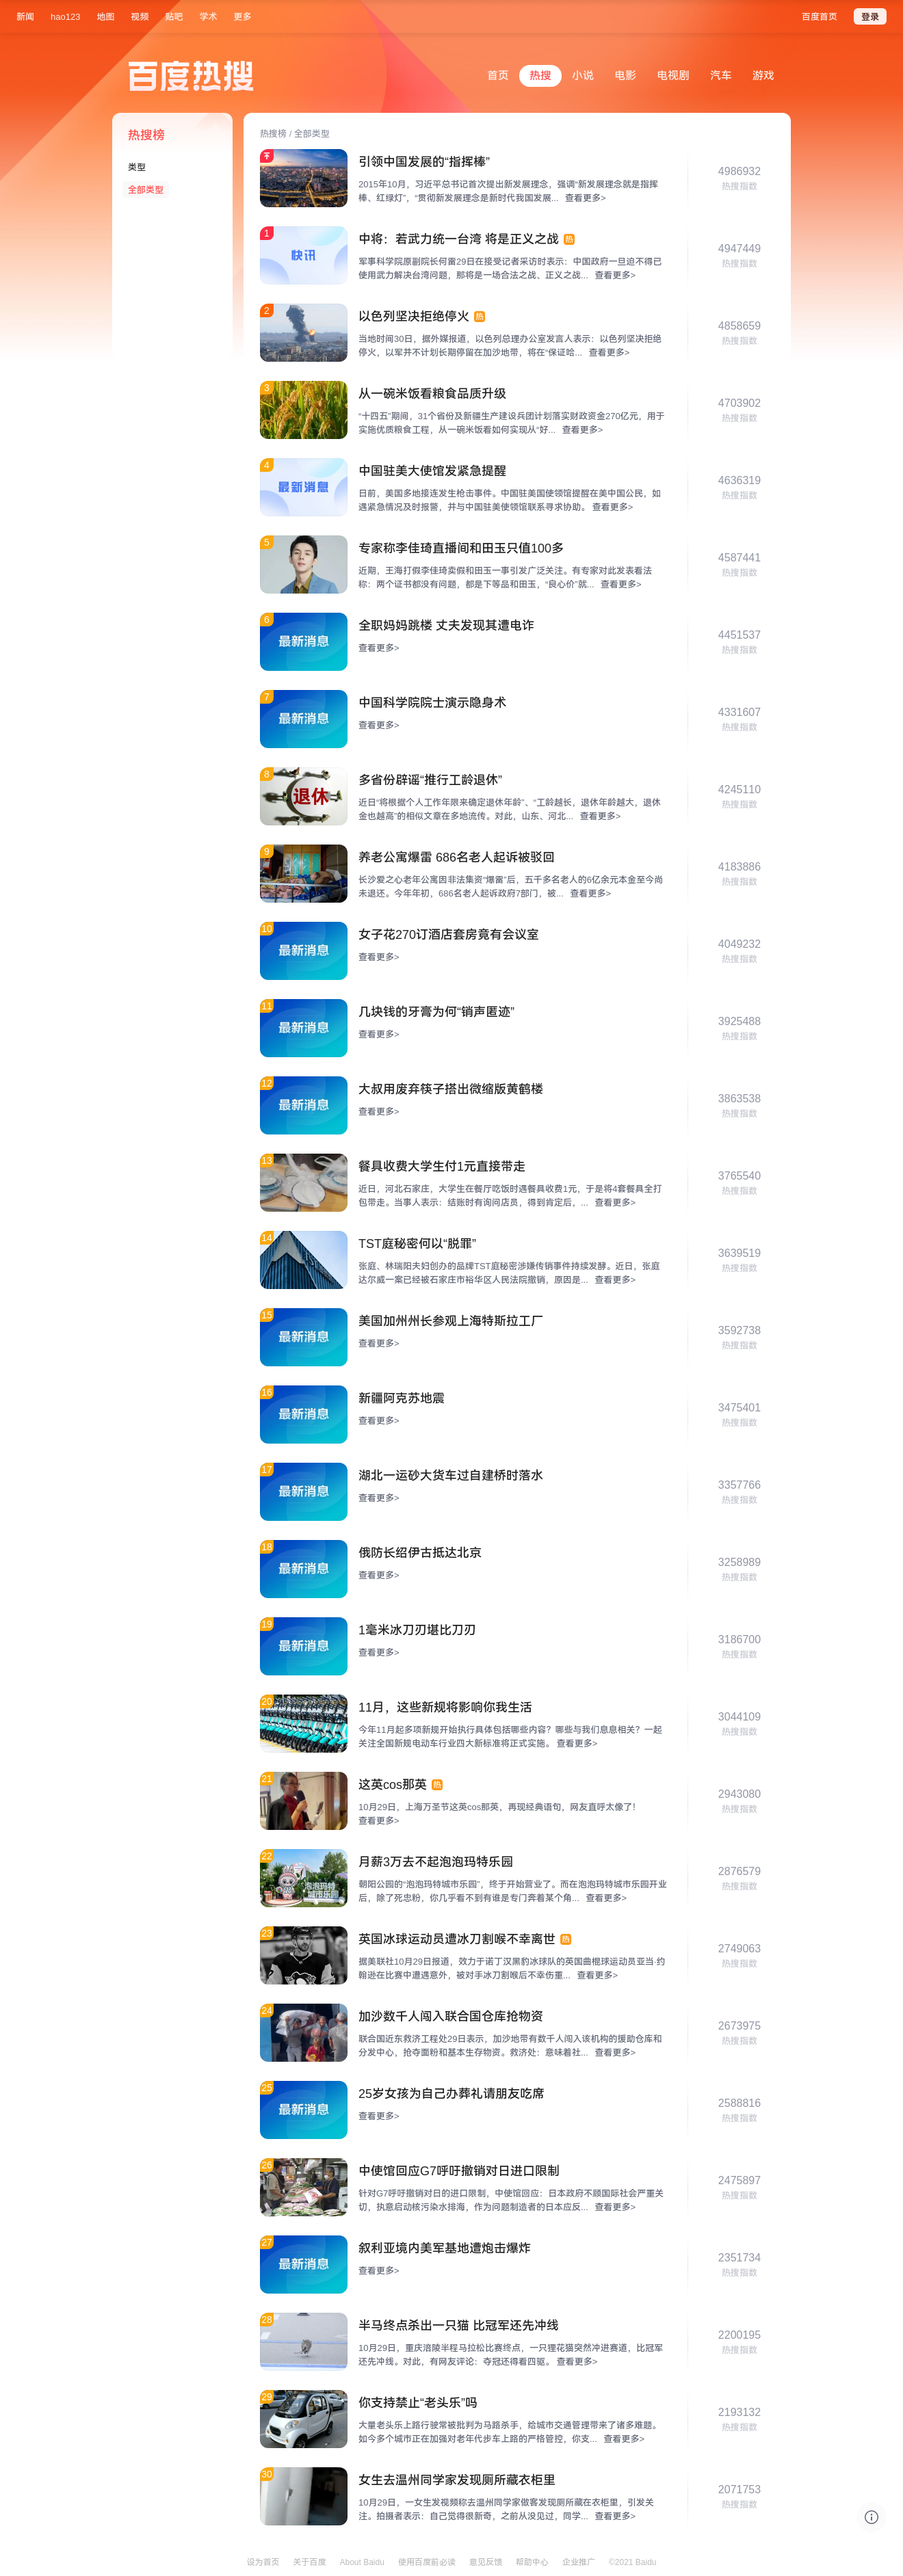 新闻 hao123 地图 视频 贴吧 学术 更多 百度首页 登录
百度热搜 首页 热搜 小说 电影 电视剧 汽车 游戏
热搜榜
类型
全部类型
热搜榜 / 全部类型
引领中国发展的“指挥棒”
2015年10月，习近平总书记首次提出新发展理念，强调“新发展理念就是指挥
棒、红绿灯”，“贯彻新发展理念是新时代我国发展... 查看更多>
4986932
热搜指数
1
快讯
中将：若武力统一台湾 将是正义之战 热
军事科学院原副院长何雷29日在接受记者采访时表示：中国政府一旦迫不得已
使用武力解决台湾问题，那将是一场合法之战、正义之战... 查看更多>
4947449
热搜指数
2
以色列坚决拒绝停火 热
当地时间30日，据外媒报道，以色列总理办公室发言人表示：以色列坚决拒绝
停火，以军并不计划长期停留在加沙地带，将在“保证哈... 查看更多>
4858659
热搜指数
3
从一碗米饭看粮食品质升级
“十四五”期间，31个省份及新疆生产建设兵团计划落实财政资金270亿元，用于
实施优质粮食工程，从一碗米饭看如何实现从“好... 查看更多>
4703902
热搜指数
4
最新消息
中国驻美大使馆发紧急提醒
日前，美国多地接连发生枪击事件。中国驻美国使领馆提醒在美中国公民，如
遇紧急情况及时报警，并与中国驻美使领馆联系寻求协助。 查看更多>
4636319
热搜指数
5
专家称李佳琦直播间和田玉只值100多
近期，王海打假李佳琦卖假和田玉一事引发广泛关注。有专家对此发表看法
称：两个证书都没有问题，都是下等品和田玉，“良心价”就... 查看更多>
4587441
热搜指数
6
最新消息
全职妈妈跳楼 丈夫发现其遭电诈
查看更多>
4451537
热搜指数
7
最新消息
中国科学院院士演示隐身术
查看更多>
4331607
热搜指数
8
退休
多省份辟谣“推行工龄退休”
近日“将根据个人工作年限来确定退休年龄”、“工龄越长，退休年龄越大，退休
金也越高”的相似文章在多地流传。对此，山东、河北... 查看更多>
4245110
热搜指数
9
养老公寓爆雷 686名老人起诉被驳回
长沙爱之心老年公寓因非法集资“爆雷”后，五千多名老人的6亿余元本金至今尚
未退还。今年年初，686名老人起诉政府7部门，被... 查看更多>
4183886
热搜指数
10
最新消息
女子花270订酒店套房竟有会议室
查看更多>
4049232
热搜指数
11
最新消息
几块钱的牙膏为何“销声匿迹”
查看更多>
3925488
热搜指数
12
最新消息
大叔用废弃筷子搭出微缩版黄鹤楼
查看更多>
3863538
热搜指数
13
餐具收费大学生付1元直接带走
近日，河北石家庄，大学生在餐厅吃饭时遇餐具收费1元，于是将4套餐具全打
包带走。当事人表示：结账时有询问店员，得到肯定后，... 查看更多>
3765540
热搜指数
14
TST庭秘密何以“脱罪”
张庭、林瑞阳夫妇创办的品牌TST庭秘密涉嫌传销事件持续发酵。近日，张庭
达尔威一案已经被石家庄市裕华区人民法院撤销，原因是... 查看更多>
3639519
热搜指数
15
最新消息
美国加州州长参观上海特斯拉工厂
查看更多>
3592738
热搜指数
16
最新消息
新疆阿克苏地震
查看更多>
3475401
热搜指数
17
最新消息
湖北一运砂大货车过自建桥时落水
查看更多>
3357766
热搜指数
18
最新消息
俄防长绍伊古抵达北京
查看更多>
3258989
热搜指数
19
最新消息
1毫米冰刀刃堪比刀刃
查看更多>
3186700
热搜指数
20
11月，这些新规将影响你我生活
今年11月起多项新规开始执行具体包括哪些内容？哪些与我们息息相关？一起
关注全国新规电动车行业四大新标准将正式实施。 查看更多>
3044109
热搜指数
21
这英cos那英 热
10月29日，上海万圣节这英cos那英，再现经典语句，网友直呼太像了！
查看更多>
2943080
热搜指数
22
泡泡玛特
城市乐园
月薪3万去不起泡泡玛特乐园
朝阳公园的“泡泡玛特城市乐园”，终于开始营业了。而在泡泡玛特城市乐园开业
后，除了死忠粉，你几乎看不到有谁是专门奔着某个角... 查看更多>
2876579
热搜指数
23
英国冰球运动员遭冰刀割喉不幸离世 热
据美联社10月29日报道，效力于诺丁汉黑豹冰球队的英国曲棍球运动员亚当·约
翰逊在比赛中遭遇意外，被对手冰刀割喉后不幸伤重... 查看更多>
2749063
热搜指数
24
加沙数千人闯入联合国仓库抢物资
联合国近东救济工程处29日表示，加沙地带有数千人闯入该机构的援助仓库和
分发中心，抢夺面粉和基本生存物资。救济处：意味着社... 查看更多>
2673975
热搜指数
25
最新消息
25岁女孩为自己办葬礼请朋友吃席
查看更多>
2588816
热搜指数
26
中使馆回应G7呼吁撤销对日进口限制
针对G7呼吁撤销对日的进口限制，中使馆回应：日本政府不顾国际社会严重关
切，执意启动核污染水排海，作为问题制造者的日本应反... 查看更多>
2475897
热搜指数
27
最新消息
叙利亚境内美军基地遭炮击爆炸
查看更多>
2351734
热搜指数
28
半马终点杀出一只猫 比冠军还先冲线
10月29日，重庆涪陵半程马拉松比赛终点，一只狸花猫突然冲进赛道，比冠军
还先冲线。对此，有网友评论：夺冠还得看四驱。 查看更多>
2200195
热搜指数
29
你支持禁止“老头乐”吗
大量老头乐上路行驶常被批判为马路杀手，给城市交通管理带来了诸多难题。
如今多个城市正在加强对老年代步车上路的严格管控，你支... 查看更多>
2193132
热搜指数
30
女生去温州同学家发现厕所藏衣柜里
10月29日，一女生发视频称去温州同学家做客发现厕所藏在衣柜里，引发关
注。拍摄者表示：自己觉得很新奇，之前从没见过，同学... 查看更多>
2071753
热搜指数
设为首页 关于百度 About Baidu 使用百度前必读 意见反馈 帮助中心 企业推广 ©2021 Baidu